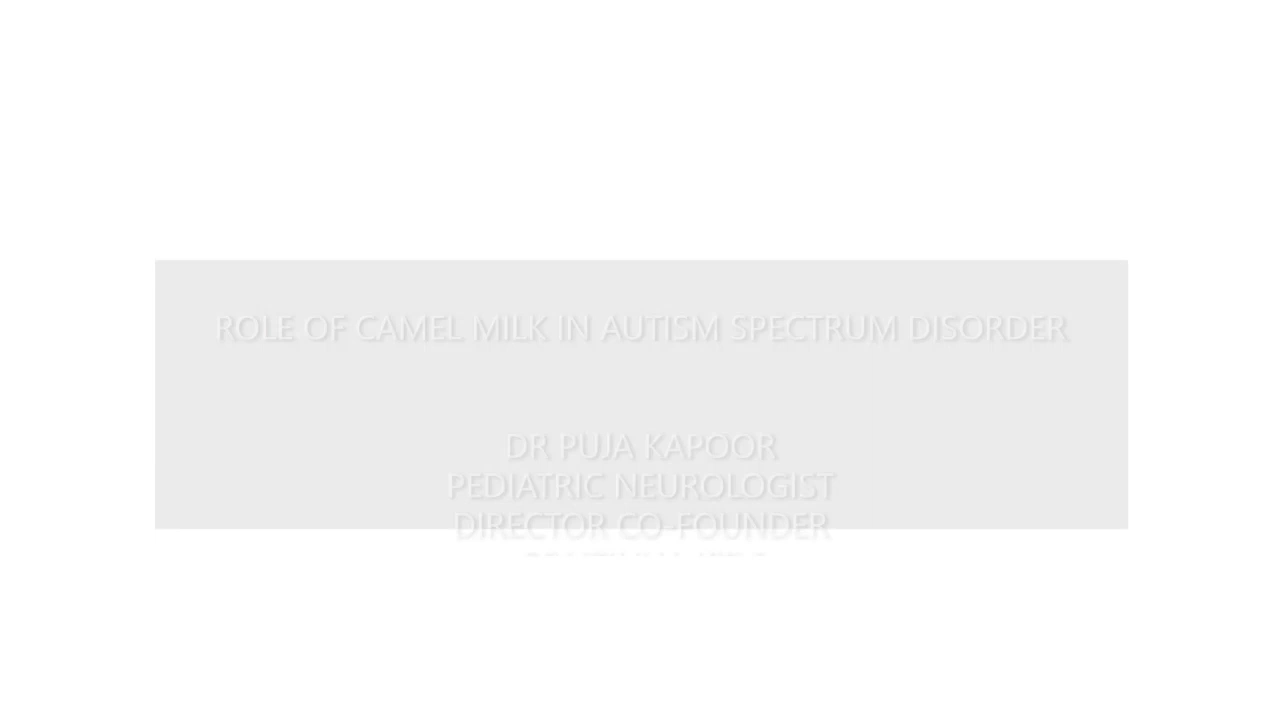 ROLE OF CAMEL MILK IN AUTISM SPECTRUM DISORDER
DR PUJA KAPOOR
PEDIATRIC NEUROLOGIST
DIRECTOR CO-FOUNDER